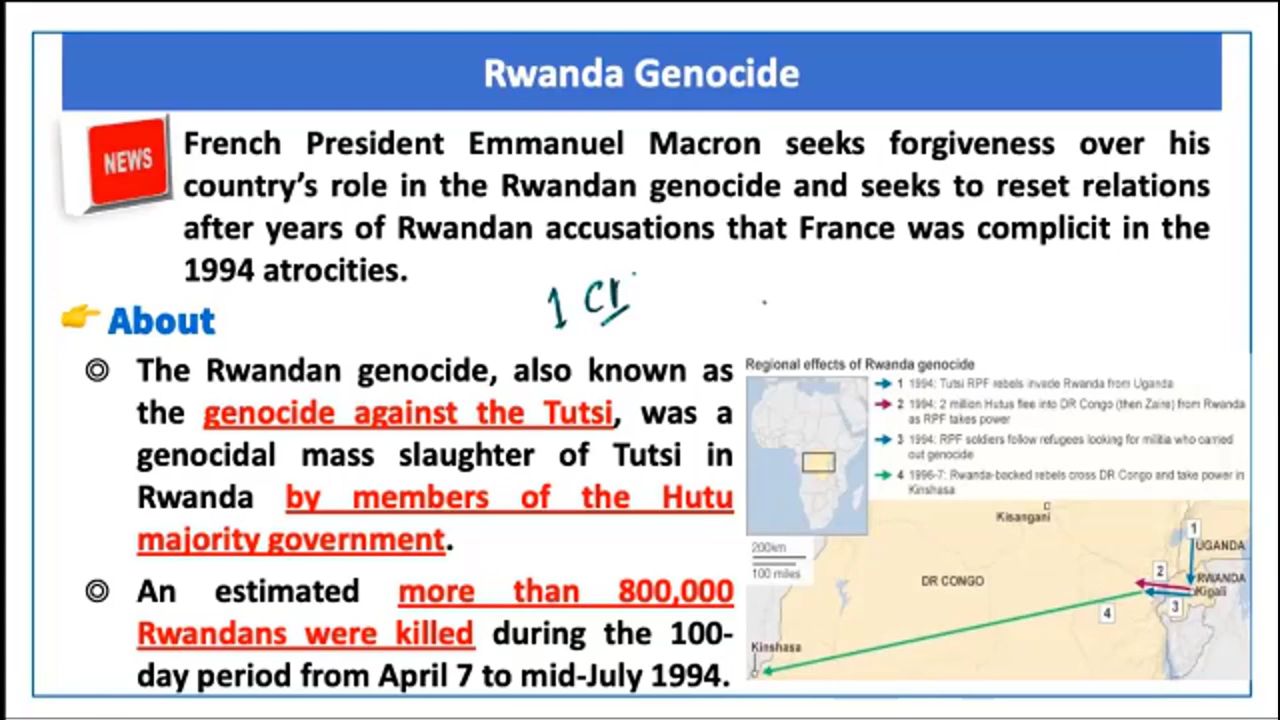 Rwanda Genocide
NEWS
French President Emmanuel Macron seeks forgiveness over his
country's role in the Rwandan genocide and seeks to reset relations
after years of Rwandan accusations that France was complicit in the
1994 atrocities.
1 Cr
About
The Rwandan genocide, also known as
the genocide against the Tutsi, was a
genocidal mass slaughter of Tutsi in
Rwanda by members of the Hutu
majority government.
An estimated more than 800,000
Rwandans were killed during the 100-
day period from April 7 to mid-July 1994.
Regional effects of Rwanda genocide
1 1994: Tutsi RPF rebels invade Rwanda from Uganda
2 1994: 2 million Hutus flee into DR Congo (then Zaire) from Rwanda
as RPF takes power
3 1994: RPF soldiers follow refugees looking for militia who carried
out genocide
4 1996-7: Rwanda-backed rebels cross DR Congo and take power in
Kinshasa
Kisangani
200km
100 miles
1
UGANDA
DR CONGO
2
RWANDA
Kigali
3
4
Kinshasa